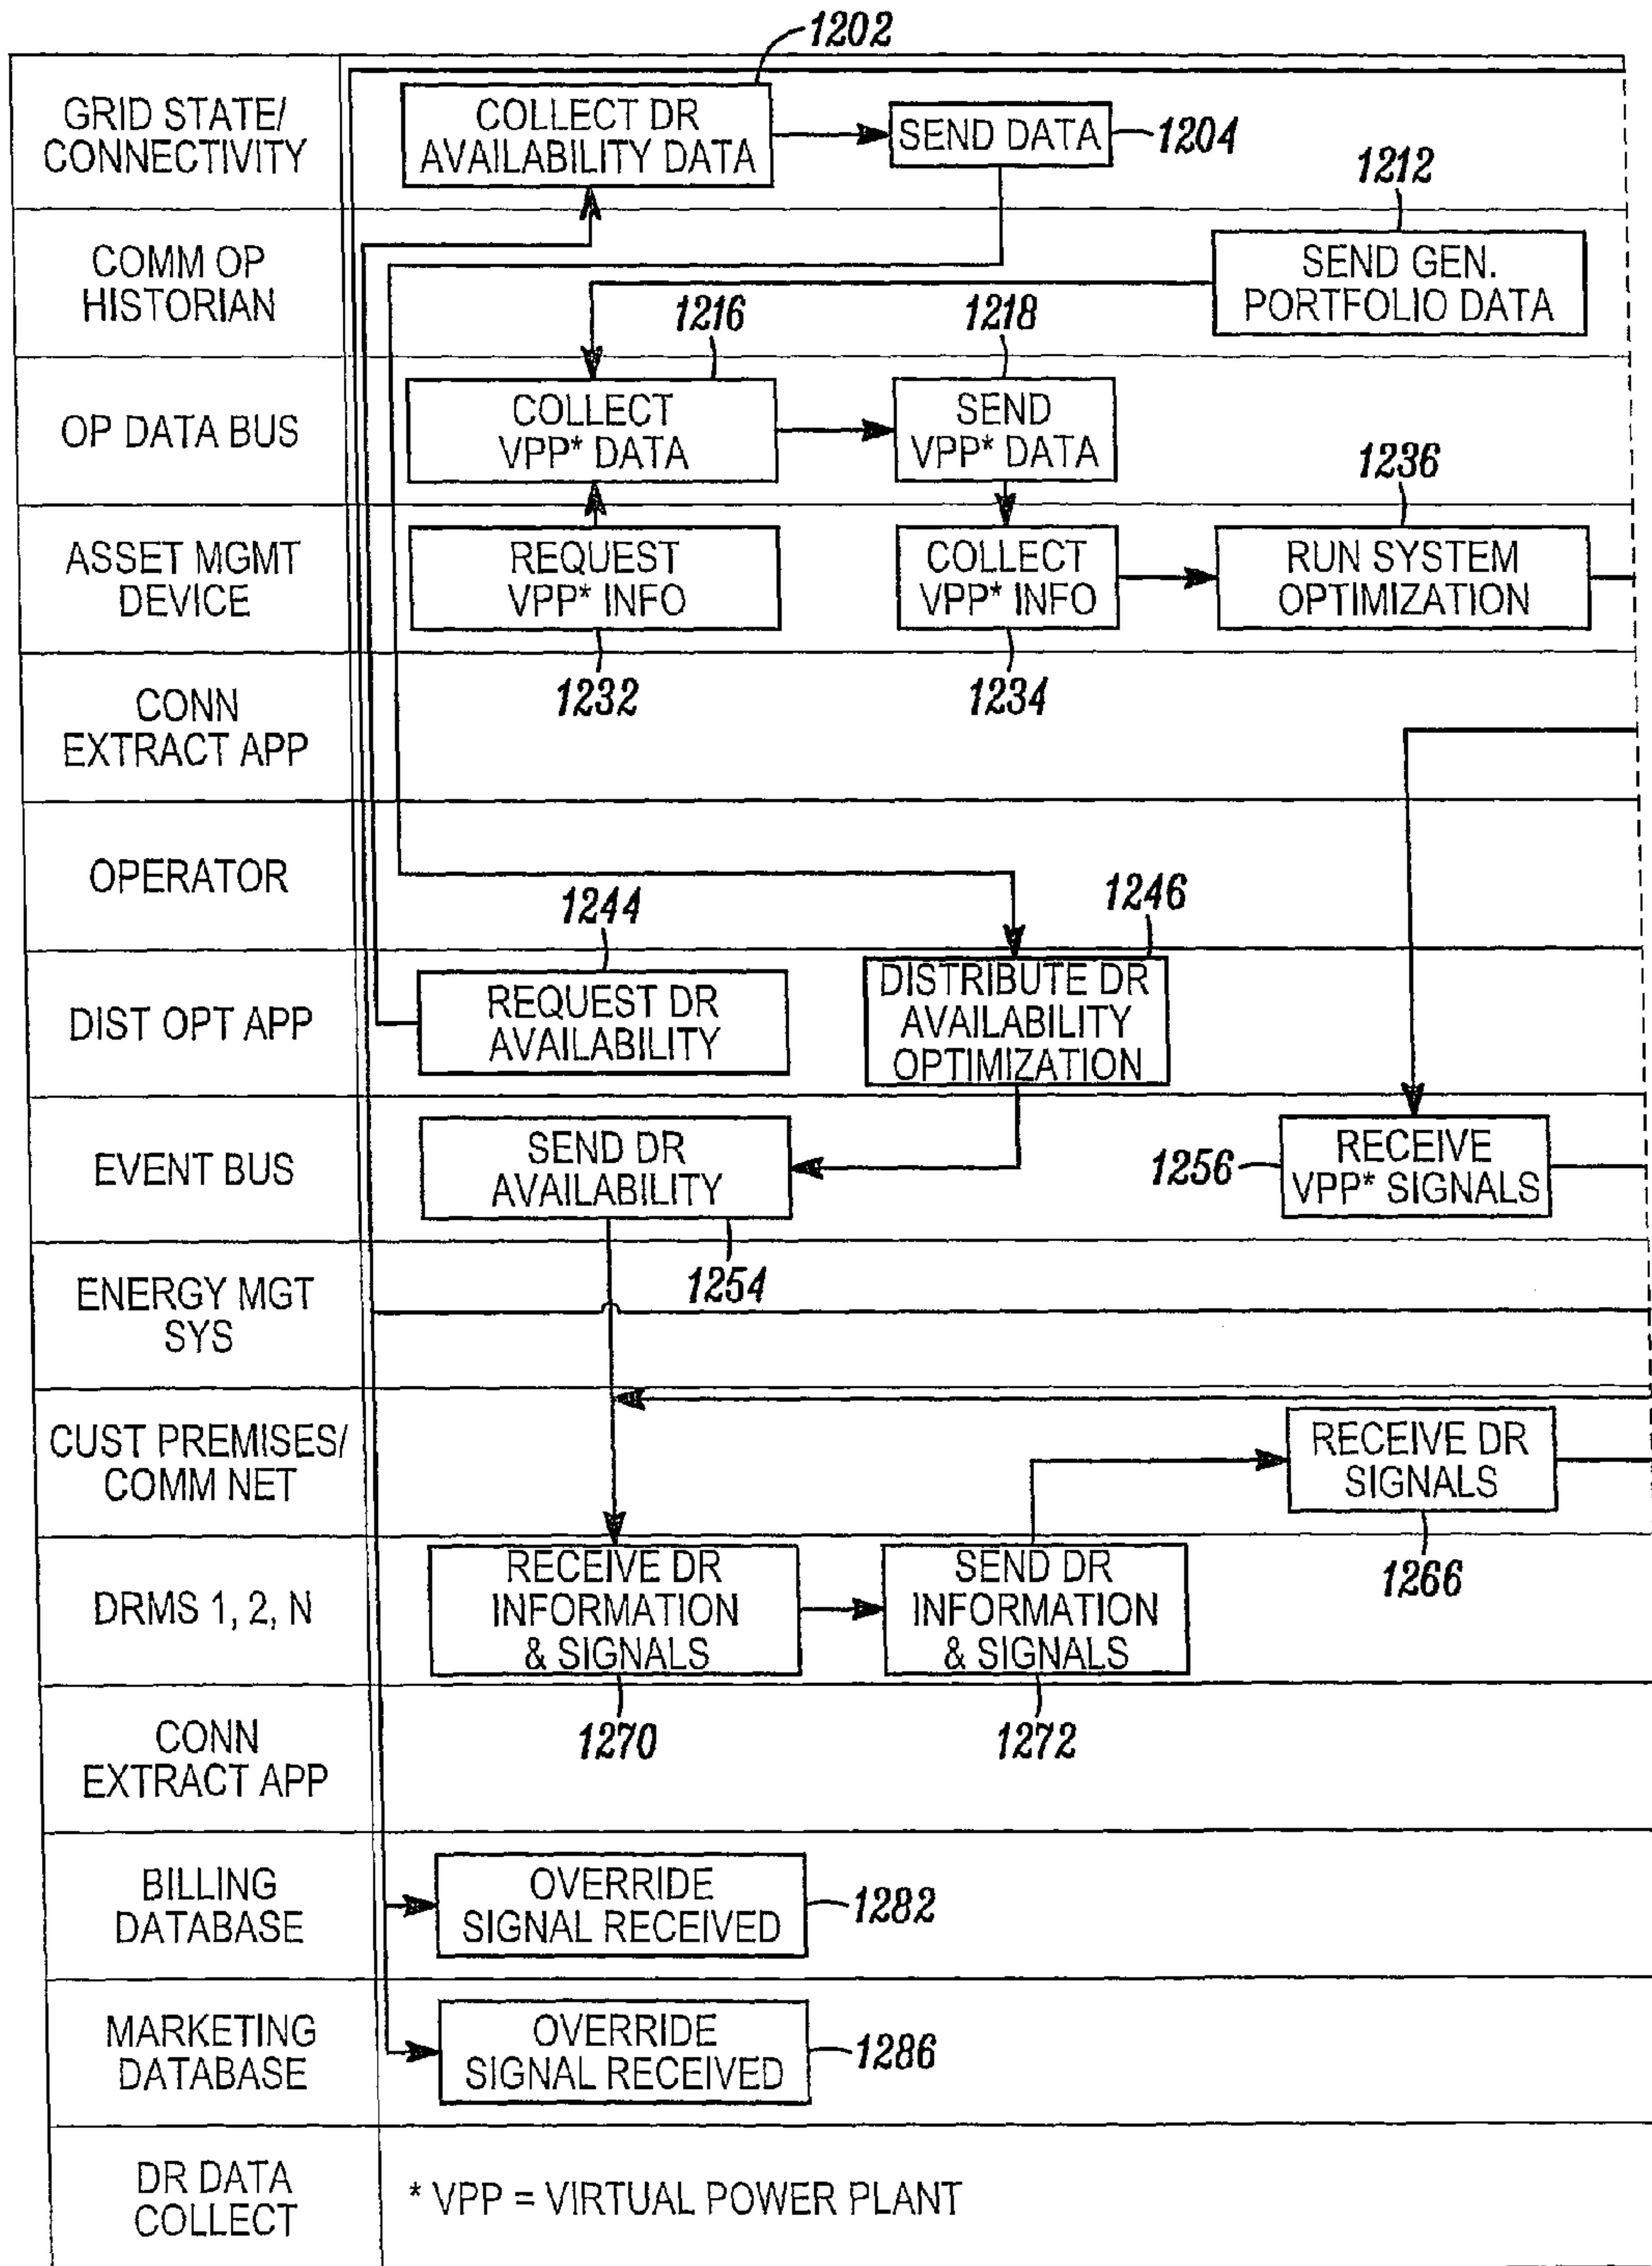 1202
GRID STATE/
CONNECTIVITY
COLLECT DR
AVAILABILITY DATA
SEND DATA
1204
1212
COMM OP
HISTORIAN
SEND GEN.
PORTFOLIO DATA
1216
1218
OP DATA BUS
COLLECT
VPP* DATA
SEND
VPP* DATA
1236
ASSET MGMT
DEVICE
REQUEST
VPP* INFO
COLLECT
VPP* INFO
RUN SYSTEM
OPTIMIZATION
1232
1234
CONN
EXTRACT APP
OPERATOR
1244
1246
DIST OPT APP
REQUEST DR
AVAILABILITY
DISTRIBUTE DR
AVAILABILITY
OPTIMIZATION
EVENT BUS
SEND DR
AVAILABILITY
1256
RECEIVE
VPP* SIGNALS
1254
ENERGY MGT
SYS
CUST PREMISES/
COMM NET
RECEIVE DR
SIGNALS
1266
DRMS 1, 2, N
RECEIVE DR
INFORMATION
& SIGNALS
SEND DR
INFORMATION
& SIGNALS
1270
1272
CONN
EXTRACT APP
BILLING
DATABASE
OVERRIDE
SIGNAL RECEIVED
1282
MARKETING
DATABASE
OVERRIDE
SIGNAL RECEIVED
1286
DR DATA
COLLECT
* VPP = VIRTUAL POWER PLANT